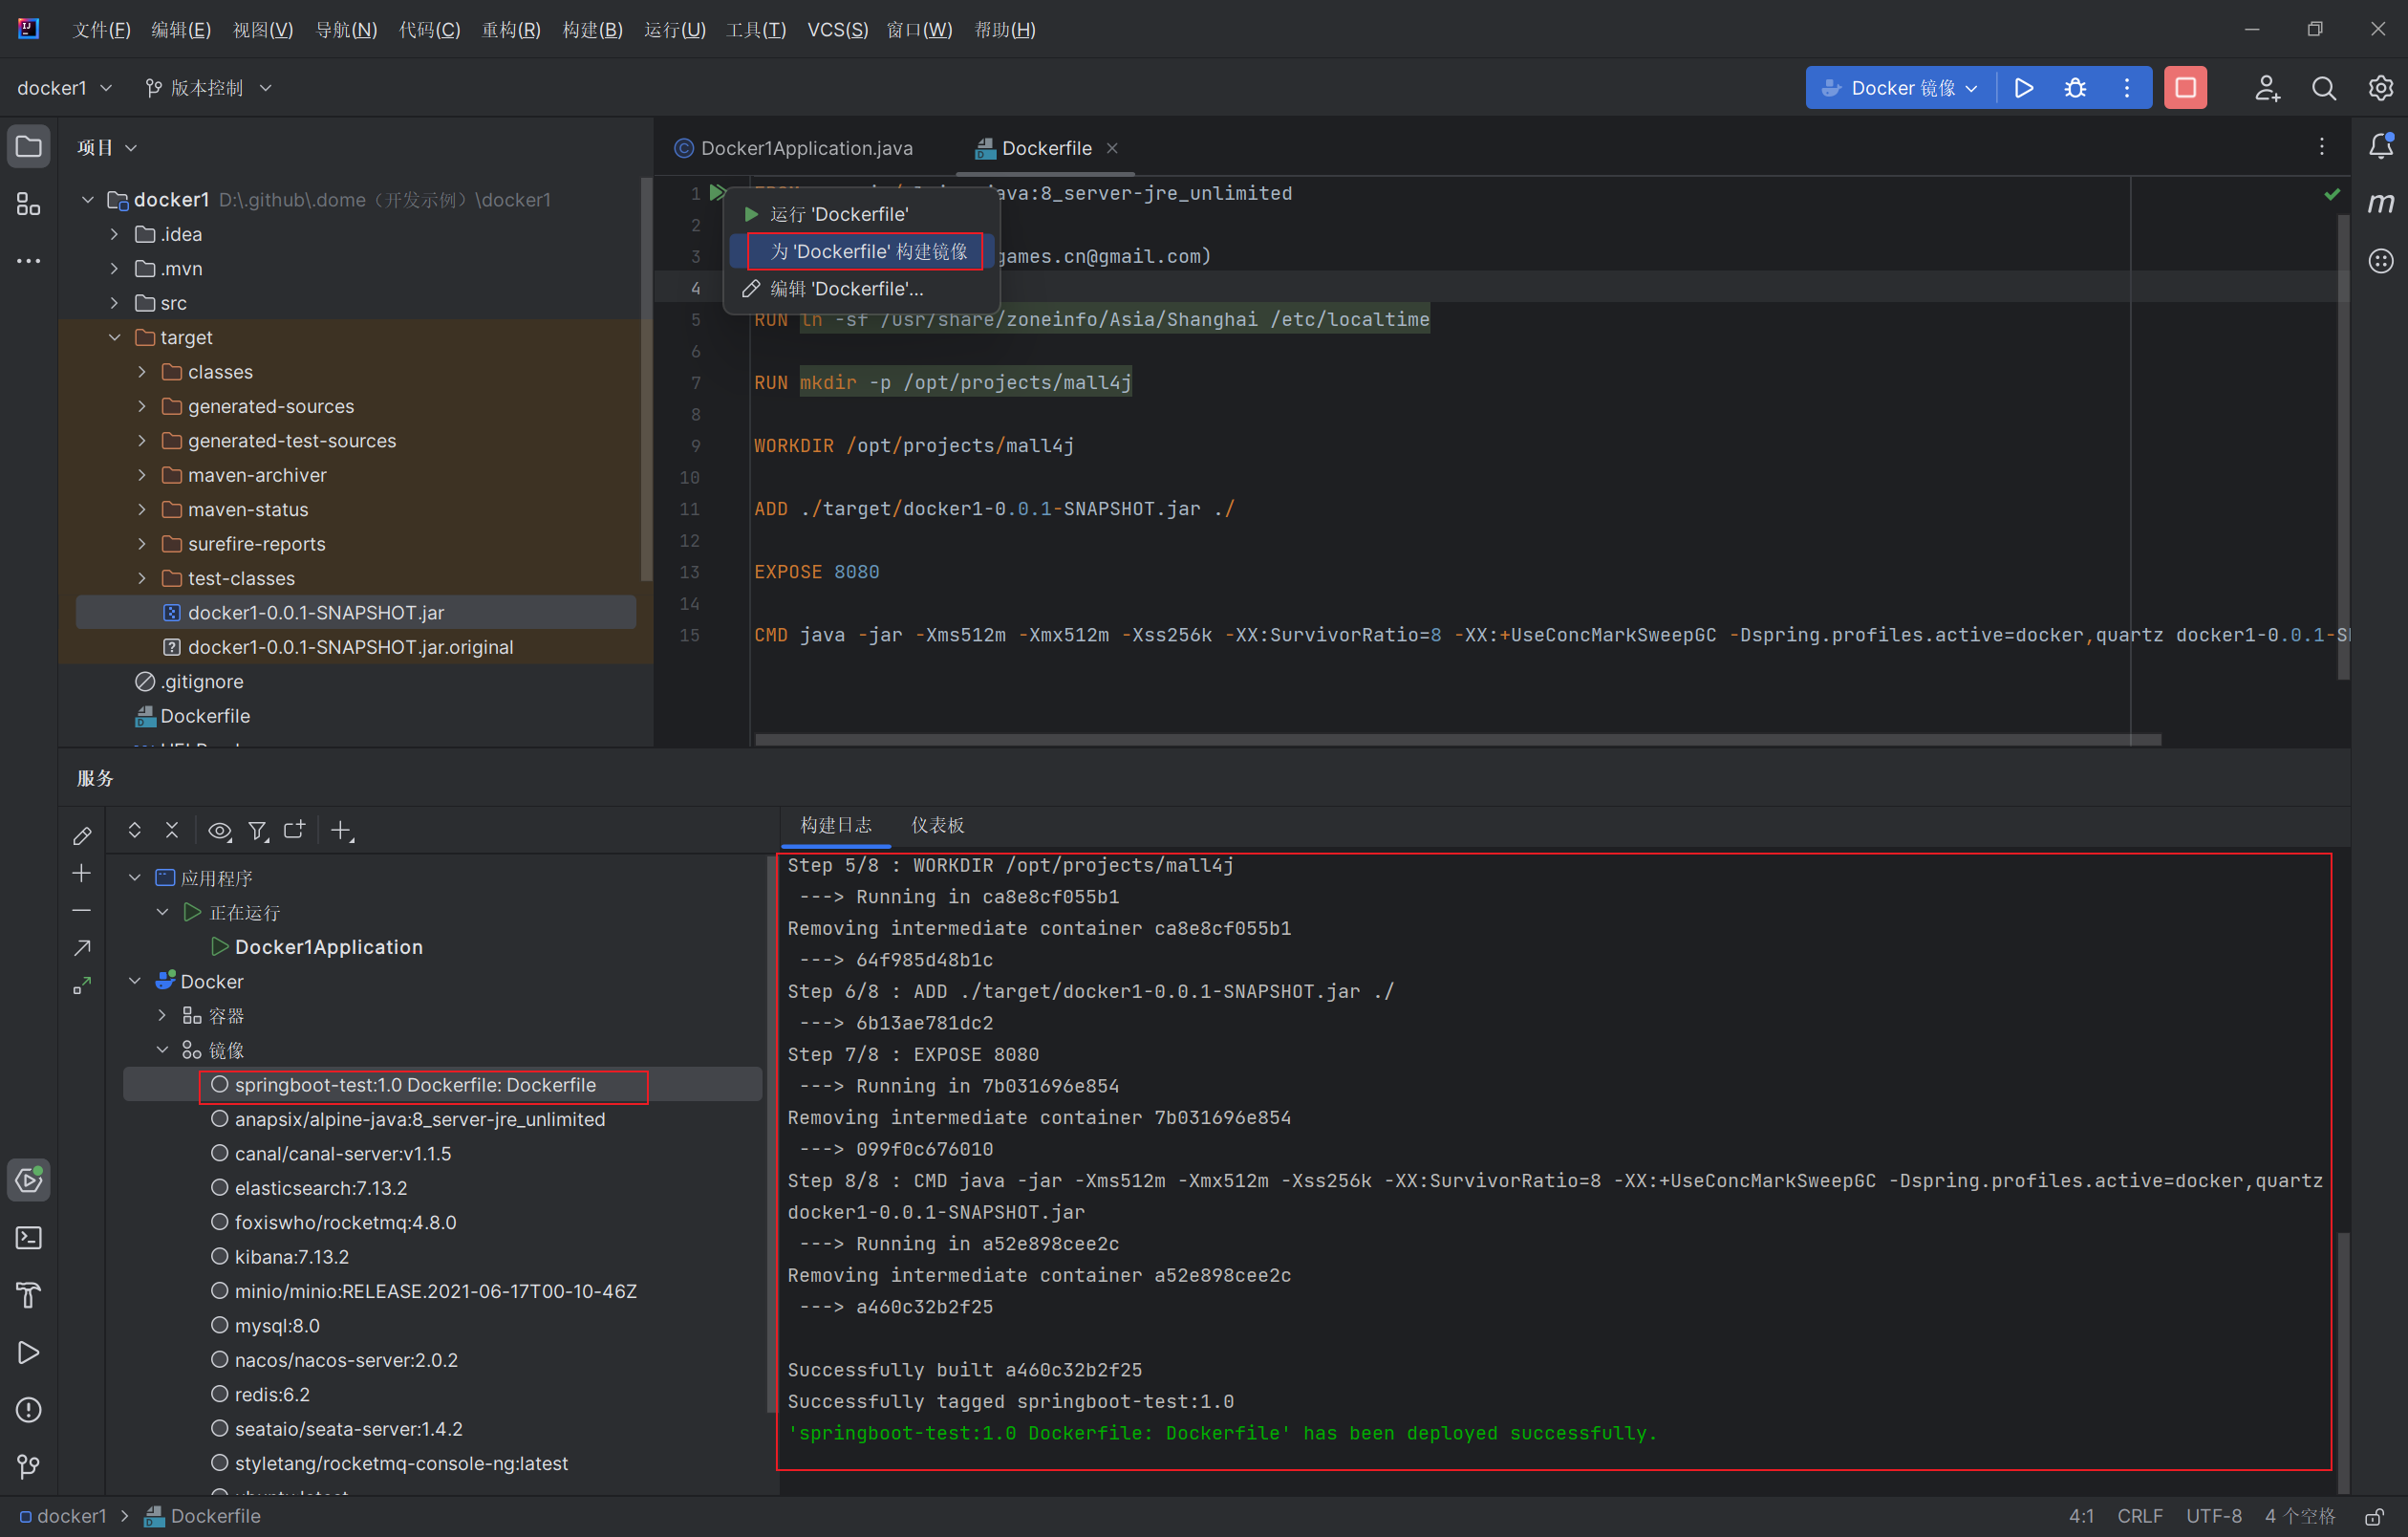 文件(F) 编辑(E) 视图(V) 导航(N) 代码(C) 重构(R) 构建(B) 运行(U) 工具(T) VCS(S) 窗口(W) 帮助(H)
docker1 版本控制 Docker 镜像
项目
docker1 D:\.github\.dome（开发示例）\docker1
.idea
.mvn
src
target
classes
generated-sources
generated-test-sources
maven-archiver
maven-status
surefire-reports
test-classes
docker1-0.0.1-SNAPSHOT.jar
docker1-0.0.1-SNAPSHOT.jar.original
.gitignore
Dockerfile
Docker1Application.java Dockerfile
1 java:8_server-jre_unlimited
运行 'Dockerfile'
2
为 'Dockerfile' 构建镜像
3 games.cn@gmail.com)
4
编辑 'Dockerfile'...
5 RUN ln -sf /usr/share/zoneinfo/Asia/Shanghai /etc/localtime
6
7 RUN mkdir -p /opt/projects/mall4j
8
9 WORKDIR /opt/projects/mall4j
10
11 ADD ./target/docker1-0.0.1-SNAPSHOT.jar ./
12
13 EXPOSE 8080
14
15 CMD java -jar -Xms512m -Xmx512m -Xss256k -XX:SurvivorRatio=8 -XX:+UseConcMarkSweepGC -Dspring.profiles.active=docker,quartz docker1-0.0.1-S
服务
应用程序
正在运行
Docker1Application
Docker
容器
镜像
springboot-test:1.0 Dockerfile: Dockerfile
anapsix/alpine-java:8_server-jre_unlimited
canal/canal-server:v1.1.5
elasticsearch:7.13.2
foxiswho/rocketmq:4.8.0
kibana:7.13.2
minio/minio:RELEASE.2021-06-17T00-10-46Z
mysql:8.0
nacos/nacos-server:2.0.2
redis:6.2
seataio/seata-server:1.4.2
styletang/rocketmq-console-ng:latest
构建日志 仪表板
Step 5/8 : WORKDIR /opt/projects/mall4j
---> Running in ca8e8cf055b1
Removing intermediate container ca8e8cf055b1
---> 64f985d48b1c
Step 6/8 : ADD ./target/docker1-0.0.1-SNAPSHOT.jar ./
---> 6b13ae781dc2
Step 7/8 : EXPOSE 8080
---> Running in 7b031696e854
Removing intermediate container 7b031696e854
---> 099f0c676010
Step 8/8 : CMD java -jar -Xms512m -Xmx512m -Xss256k -XX:SurvivorRatio=8 -XX:+UseConcMarkSweepGC -Dspring.profiles.active=docker,quartz
docker1-0.0.1-SNAPSHOT.jar
---> Running in a52e898cee2c
Removing intermediate container a52e898cee2c
---> a460c32b2f25
Successfully built a460c32b2f25
Successfully tagged springboot-test:1.0
'springboot-test:1.0 Dockerfile: Dockerfile' has been deployed successfully.
docker1 > Dockerfile 4:1 CRLF UTF-8 4 个空格